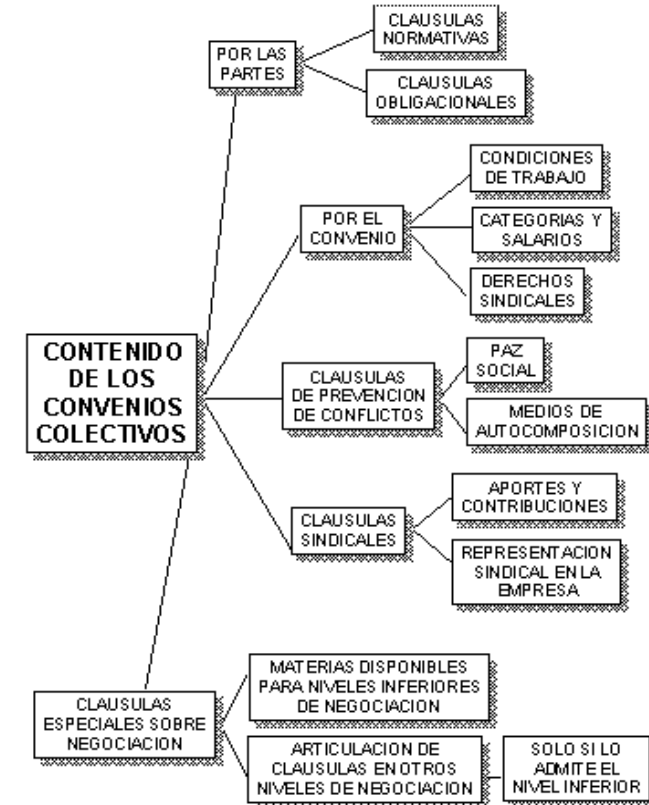 CLAUSULAS
NORMATIVAS
POR LAS
PARTES
CLAUSULAS
OBLIGACIONALES
CONDICIONES
DE TRABAJO
POR EL
CONVENIO
CATEGORIAS Y
SALARIOS
DERECHOS
SINDICALES
CONTENIDO
DE LOS
CONVENIOS
COLECTIVOS
CLAUSULAS
DE PREVENCION
DE CONFLICTOS
PAZ
SOCIAL
MEDIOS DE
AUTOCOMPOSICION
CLAUSULAS
SINDICALES
APORTES Y
CONTRIBUCIONES
REPRESENTACION
SINDICAL EN LA
EMPRESA
CLAUSULAS
ESPECIALES SOBRE
NEGOCIACION
MATERIAS DISPONIBLES
PARA NIVELES INFERIORES
DE NEGOCIACION
ARTICULACION DE
CLAUSULAS EN OTROS
NIVELES DE NEGOCIACION
SOLO SI LO
ADMITE EL
NIVEL INFERIOR